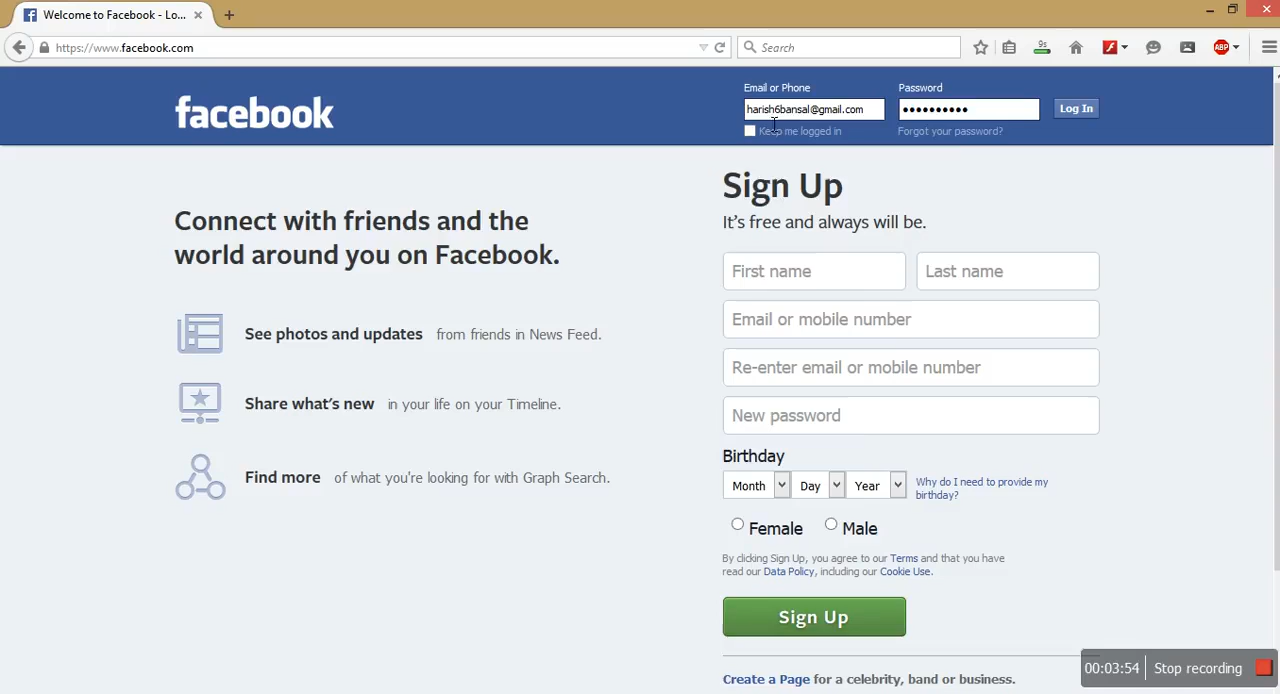 Welcome to Facebook - Lo...
https://www.facebook.com
Search
9s
ABP
facebook
Email or Phone
Password
harish6bansal@gmail.com
Log In
Keep me logged in
Forgot your password?
Sign Up
It's free and always will be.
Connect with friends and the
world around you on Facebook.
First name
Last name
Email or mobile number
See photos and updates from friends in News Feed.
Re-enter email or mobile number
Share what's new in your life on your Timeline.
New password
Birthday
Find more of what you're looking for with Graph Search.
Month
Day
Year
Why do I need to provide my
birthday?
Female
Male
By clicking Sign Up, you agree to our Terms and that you have
read our Data Policy, including our Cookie Use.
Sign Up
00:03:54
Stop recording
Create a Page for a celebrity, band or business.